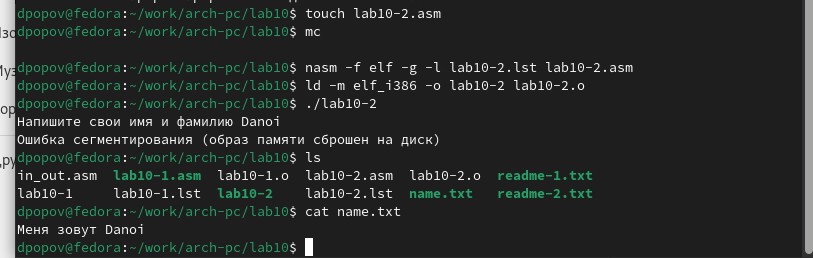 dpopov@fedora:~/work/arch-pc/lab10$ touch lab10-2.asm
dpopov@fedora:~/work/arch-pc/lab10$ mc
dpopov@fedora:~/work/arch-pc/lab10$ nasm -f elf -g -l lab10-2.lst lab10-2.asm
dpopov@fedora:~/work/arch-pc/lab10$ ld -m elf_i386 -o lab10-2 lab10-2.o
dpopov@fedora:~/work/arch-pc/lab10$ ./lab10-2
Напишите свои имя и фамилию Danoi
Ошибка сегментирования (образ памяти сброшен на диск)
dpopov@fedora:~/work/arch-pc/lab10$ ls
in_out.asm lab10-1.asm lab10-1.o lab10-2.asm lab10-2.o readme-1.txt
lab10-1 lab10-1.lst lab10-2 lab10-2.lst name.txt readme-2.txt
dpopov@fedora:~/work/arch-pc/lab10$ cat name.txt
Меня зовут Danoi
dpopov@fedora:~/work/arch-pc/lab10$